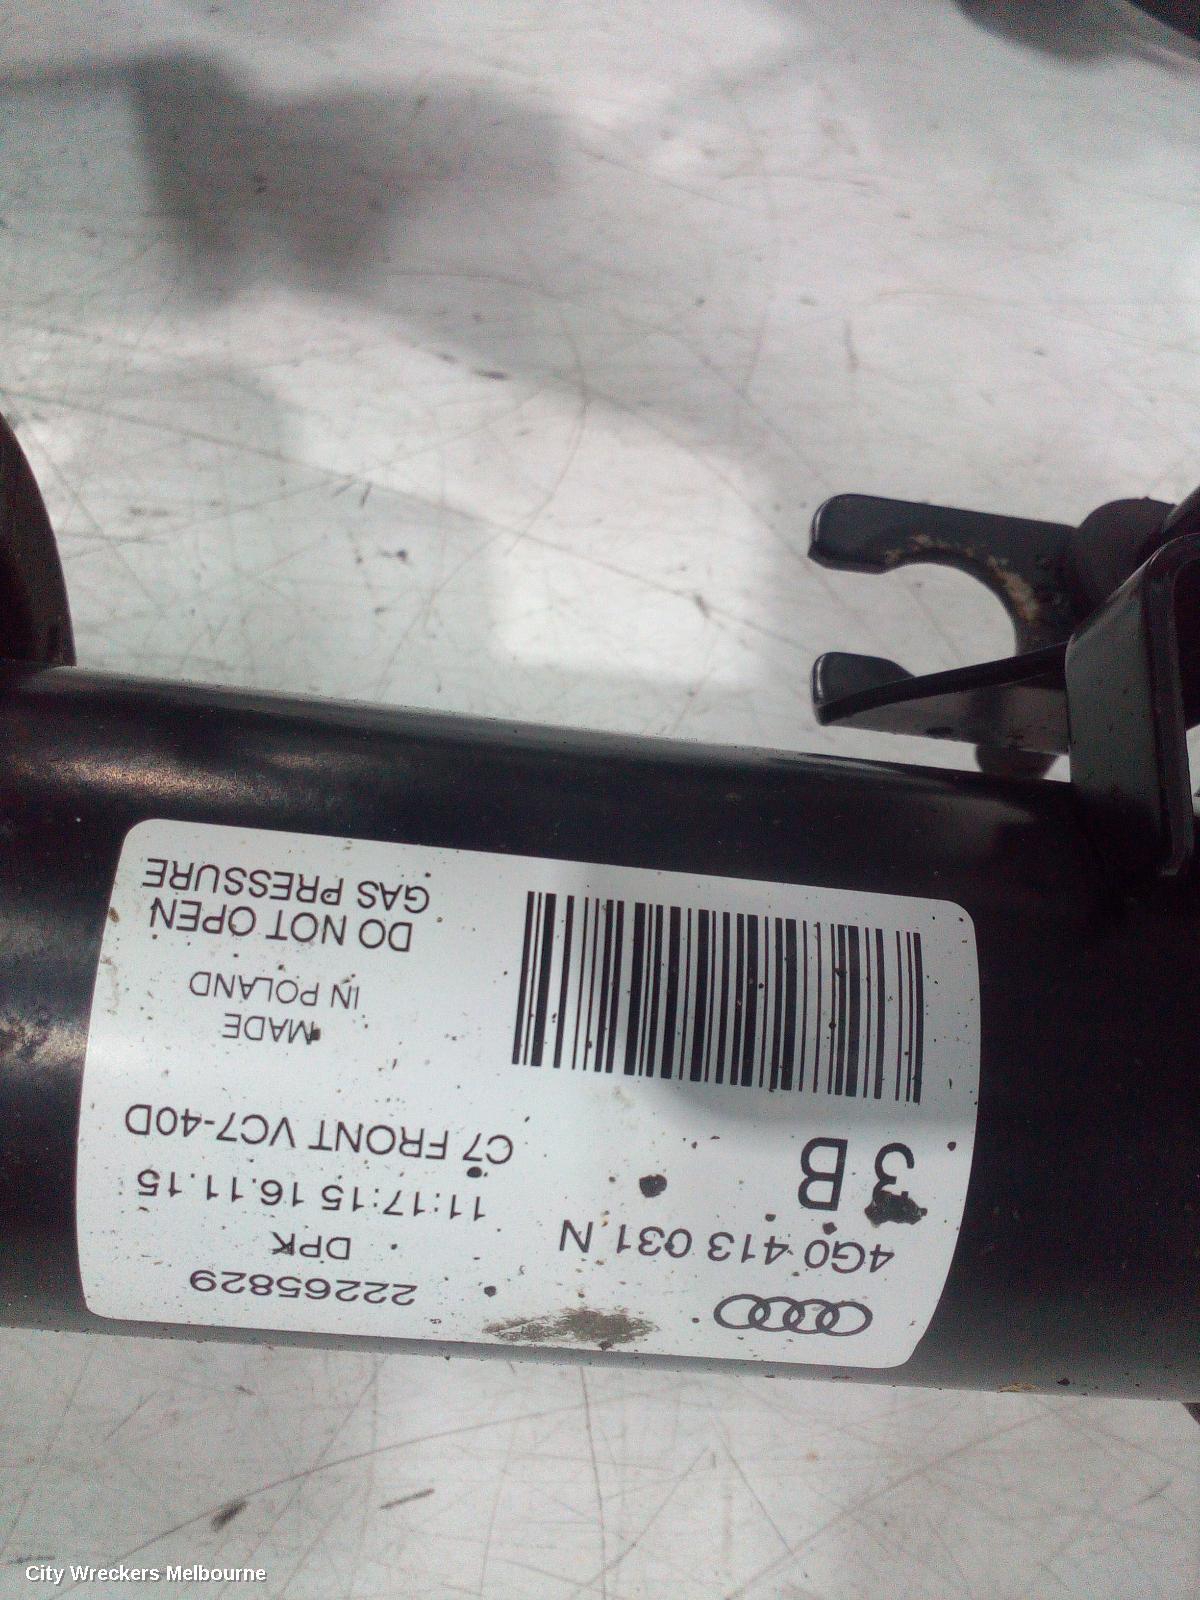 22265829
DPK
4G0 413 031 N
11:17:15 16.11.15
3 B
C7 FRONT VC7-40D
MADE
IN POLAND
DO NOT OPEN
GAS PRESSURE
City Wreckers Melbourne